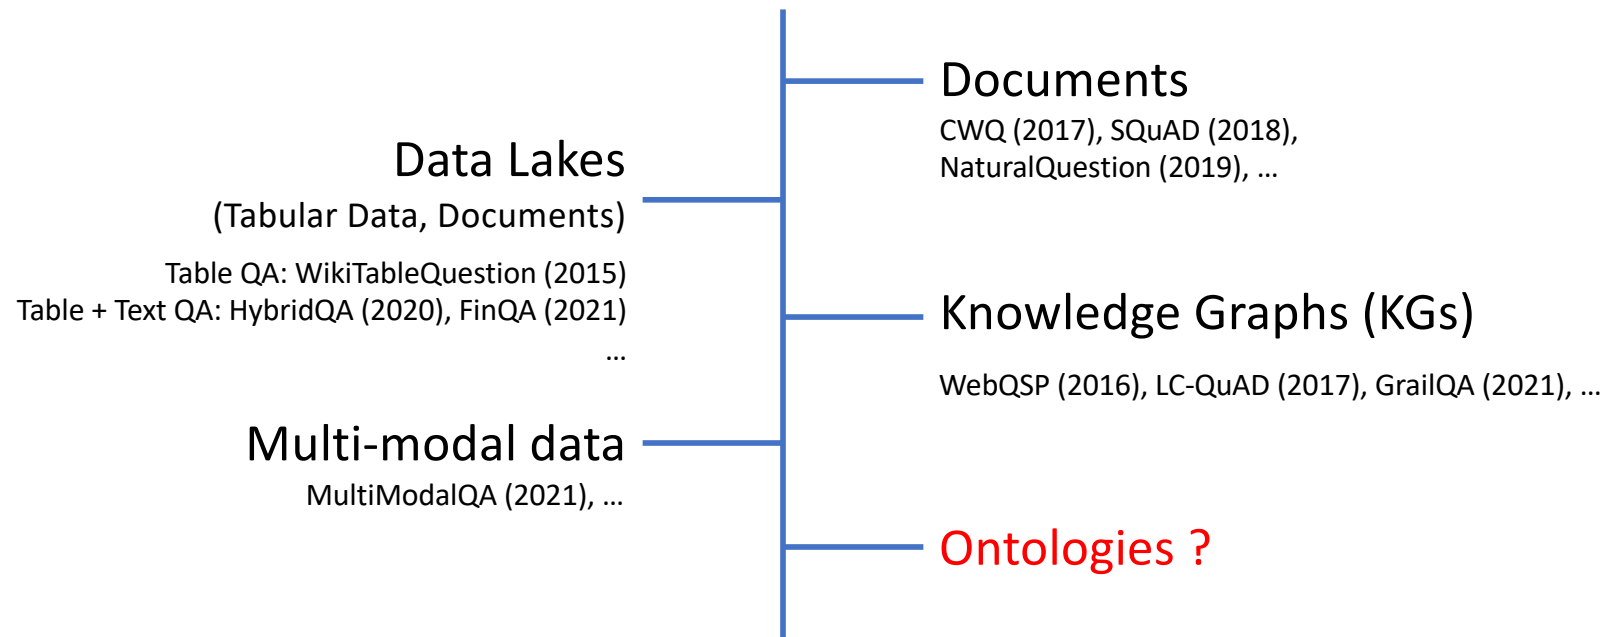 Documents
CWQ (2017), SQuAD (2018),
NaturalQuestion (2019), ...
Data Lakes
(Tabular Data, Documents)
Table QA: WikiTableQuestion (2015)
Table + Text QA: HybridQA (2020), FinQA (2021)
...
Knowledge Graphs (KGs)
WebQSP (2016), LC-QuAD (2017), GrailQA (2021), ...
Multi-modal data
MultiModalQA (2021), ...
Ontologies ?